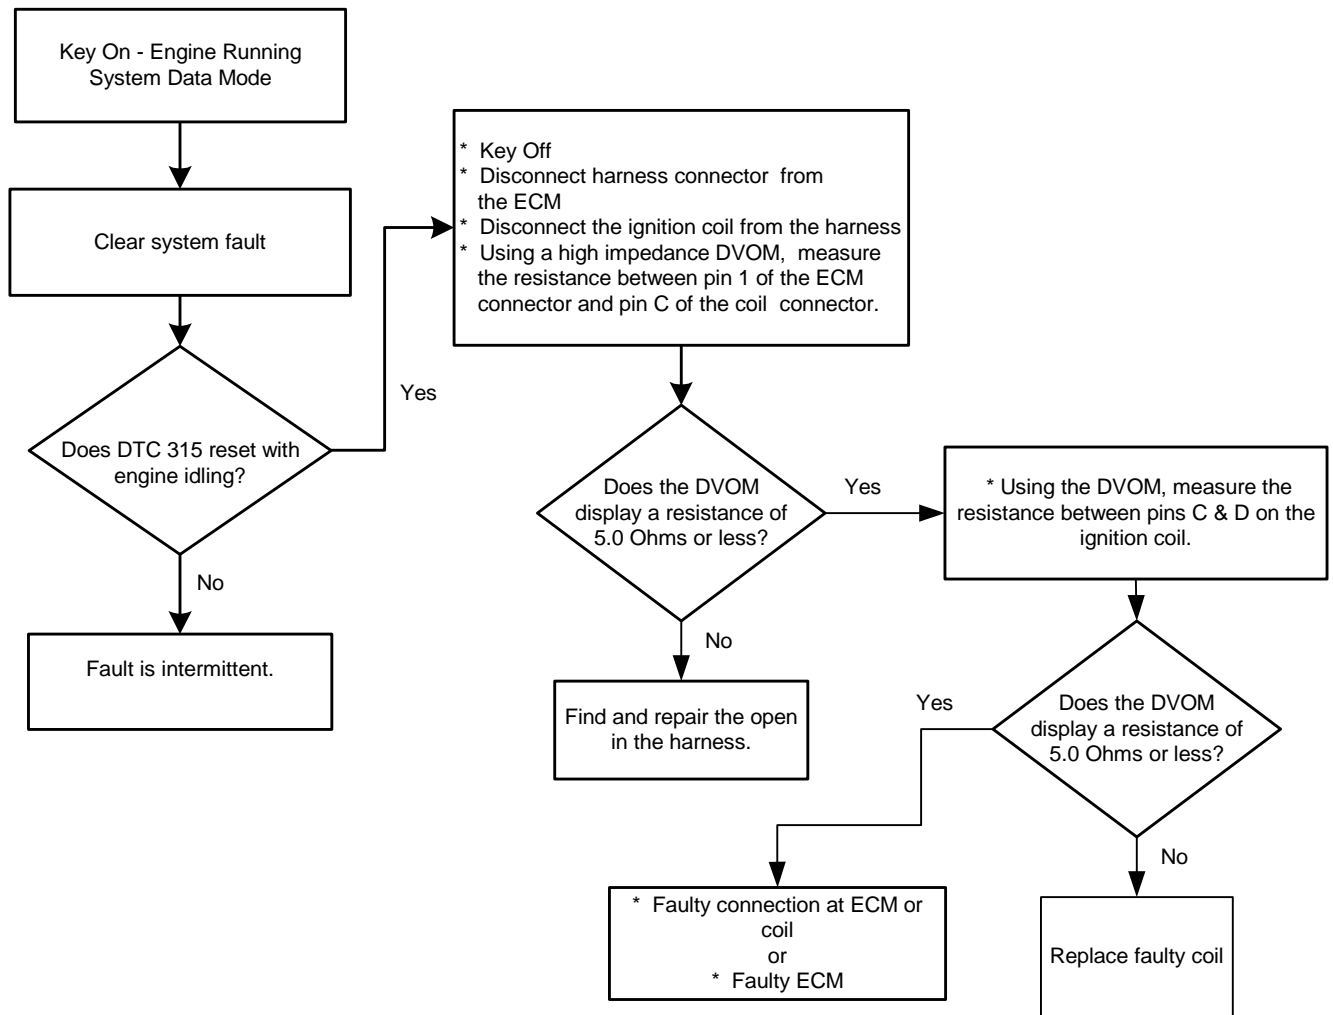 Key On - Engine Running
System Data Mode
Clear system fault
Does DTC 315 reset with
engine idling?
Yes
No
Fault is intermittent.
* Key Off
* Disconnect harness connector from
the ECM
* Disconnect the ignition coil from the harness
* Using a high impedance DVOM, measure
the resistance between pin 1 of the ECM
connector and pin C of the coil connector.
Does the DVOM
display a resistance of
5.0 Ohms or less?
Yes
No
Find and repair the open
in the harness.
* Using the DVOM, measure the
resistance between pins C & D on the
ignition coil.
Does the DVOM
display a resistance of
5.0 Ohms or less?
Yes
No
* Faulty connection at ECM or
coil
or
* Faulty ECM
Replace faulty coil